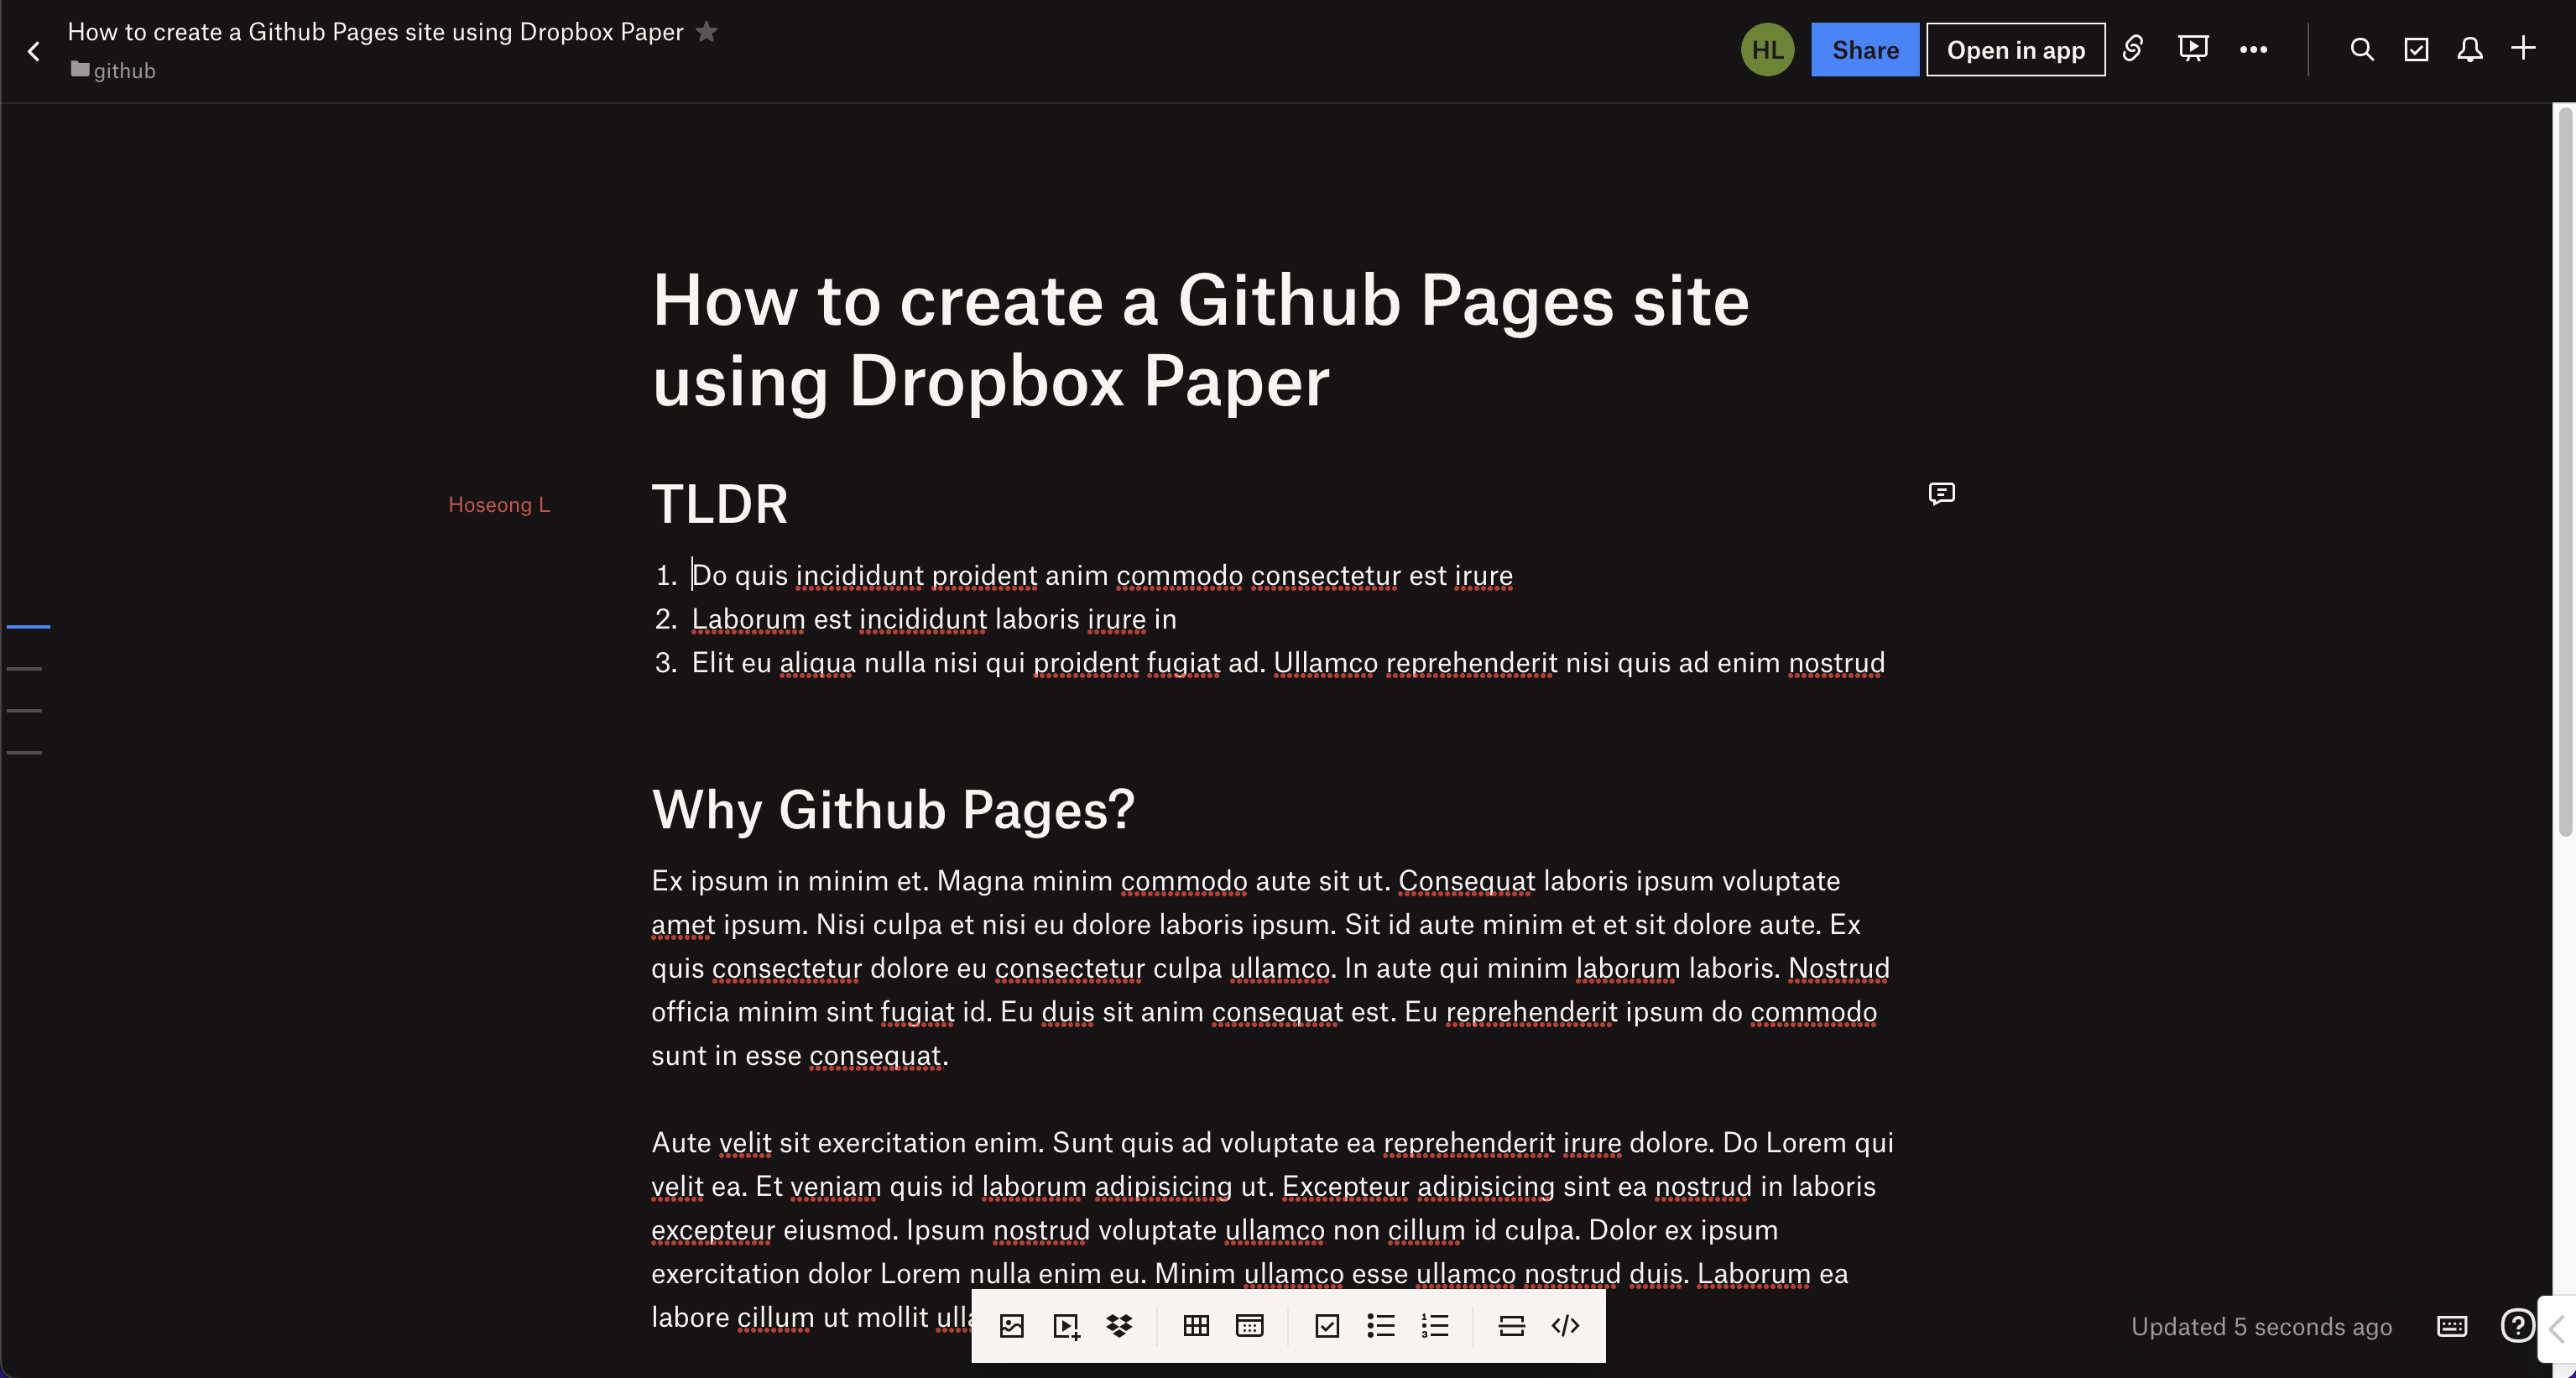 How to create a Github Pages site using Dropbox Paper
github
HL
Share
Open in app
How to create a Github Pages site
using Dropbox Paper
Hoseong L
TLDR
1. Do quis incididunt proident anim commodo consectetur est irure
2. Laborum est incididunt laboris irure in
3. Elit eu aliqua nulla nisi qui proident fugiat ad. Ullamco reprehenderit nisi quis ad enim nostrud
Why Github Pages?
Ex ipsum in minim et. Magna minim commodo aute sit ut. Consequat laboris ipsum voluptate
amet ipsum. Nisi culpa et nisi eu dolore laboris ipsum. Sit id aute minim et et sit dolore aute. Ex
quis consectetur dolore eu consectetur culpa ullamco. In aute qui minim laborum laboris. Nostrud
officia minim sint fugiat id. Eu duis sit anim consequat est. Eu reprehenderit ipsum do commodo
sunt in esse consequat.
Aute velit sit exercitation enim. Sunt quis ad voluptate ea reprehenderit irure dolore. Do Lorem qui
velit ea. Et veniam quis id laborum adipisicing ut. Excepteur adipisicing sint ea nostrud in laboris
excepteur eiusmod. Ipsum nostrud voluptate ullamco non cillum id culpa. Dolor ex ipsum
exercitation dolor Lorem nulla enim eu. Minim ullamco esse ullamco nostrud duis. Laborum ea
labore cillum ut mollit
Updated 5 seconds ago